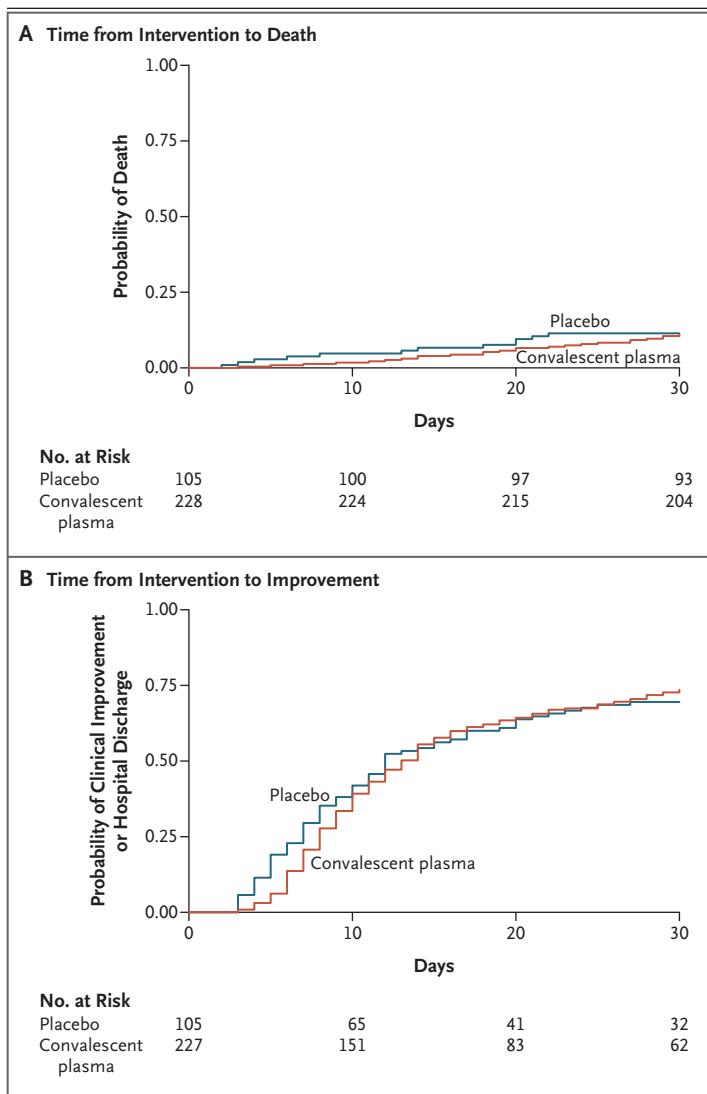 A Time from Intervention to Death
1.00
0.75
0.50
0.25
0.00
Probability of Death
Placebo
Convalescent plasma
0 10 20 30
Days
No. at Risk
Placebo 105 100 97 93
Convalescent 228 224 215 204
plasma
B Time from Intervention to Improvement
1.00
0.75
0.50
0.25
0.00
Probability of Clinical Improvement
or Hospital Discharge
Placebo
Convalescent plasma
0 10 20 30
Days
No. at Risk
Placebo 105 65 41 32
Convalescent 227 151 83 62
plasma